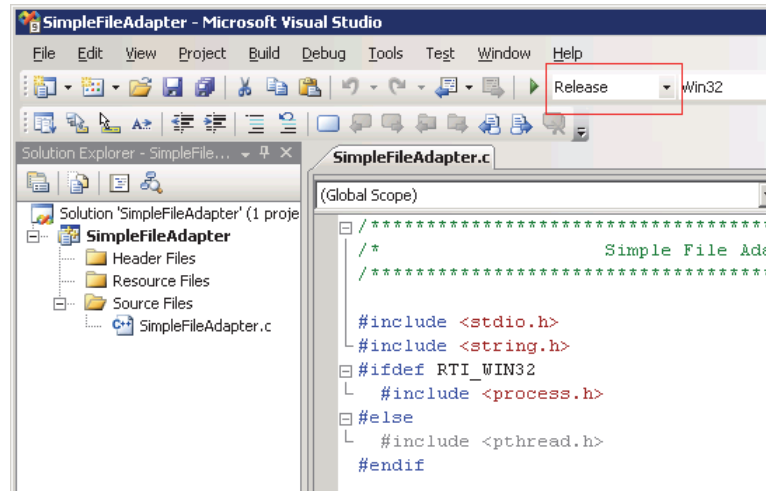 SimpleFileAdapter - Microsoft Visual Studio
File Edit View Project Build Debug Tools Test Window Help
Release Win32
Solution Explorer - SimpleFile...
SimpleFileAdapter.c
(Global Scope)
Solution 'SimpleFileAdapter' (1 proje
SimpleFileAdapter
Header Files
Resource Files
Source Files
SimpleFileAdapter.c
/***************************************
/* Simple File Ada
/***************************************
#include <stdio.h>
#include <string.h>
#ifdef RTI_WIN32
#include <process.h>
#else
#include <pthread.h>
#endif